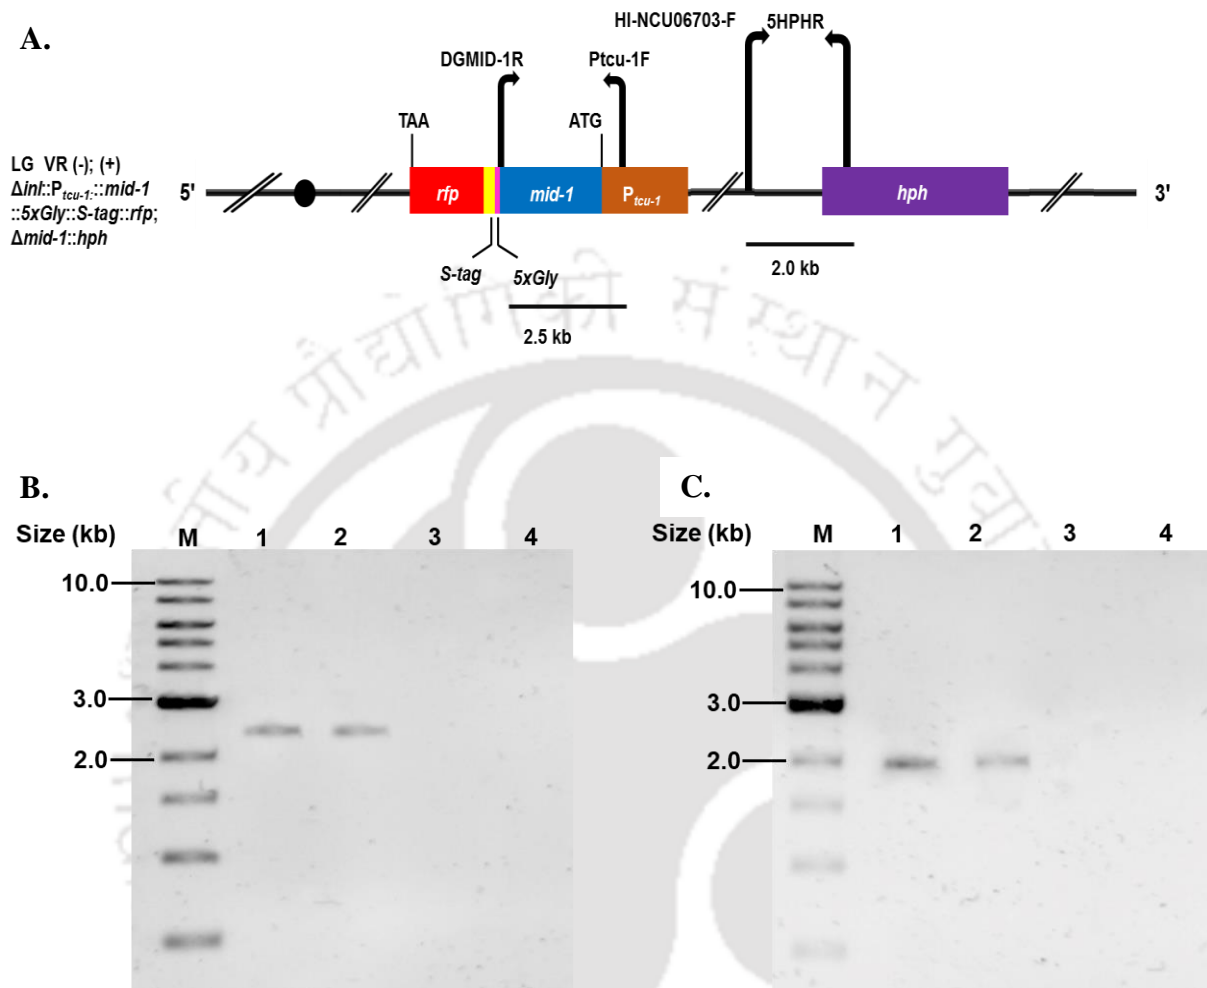 A.
HI-NCU06703-F 5HPHR
DGMID-1R Ptcu-1F
TAA ATG
LG VR (-); (+)
Δinl::Ptcu-1::mid-1
::5xGly::S-tag::rfp;
Δmid-1::hph
5' rfp mid-1 Ptcu-1 hph 3'
S-tag 5xGly
2.0 kb
2.5 kb
B.
Size (kb) M 1 2 3 4
10.0
3.0
2.0
C.
Size (kb) M 1 2 3 4
10.0
3.0
2.0